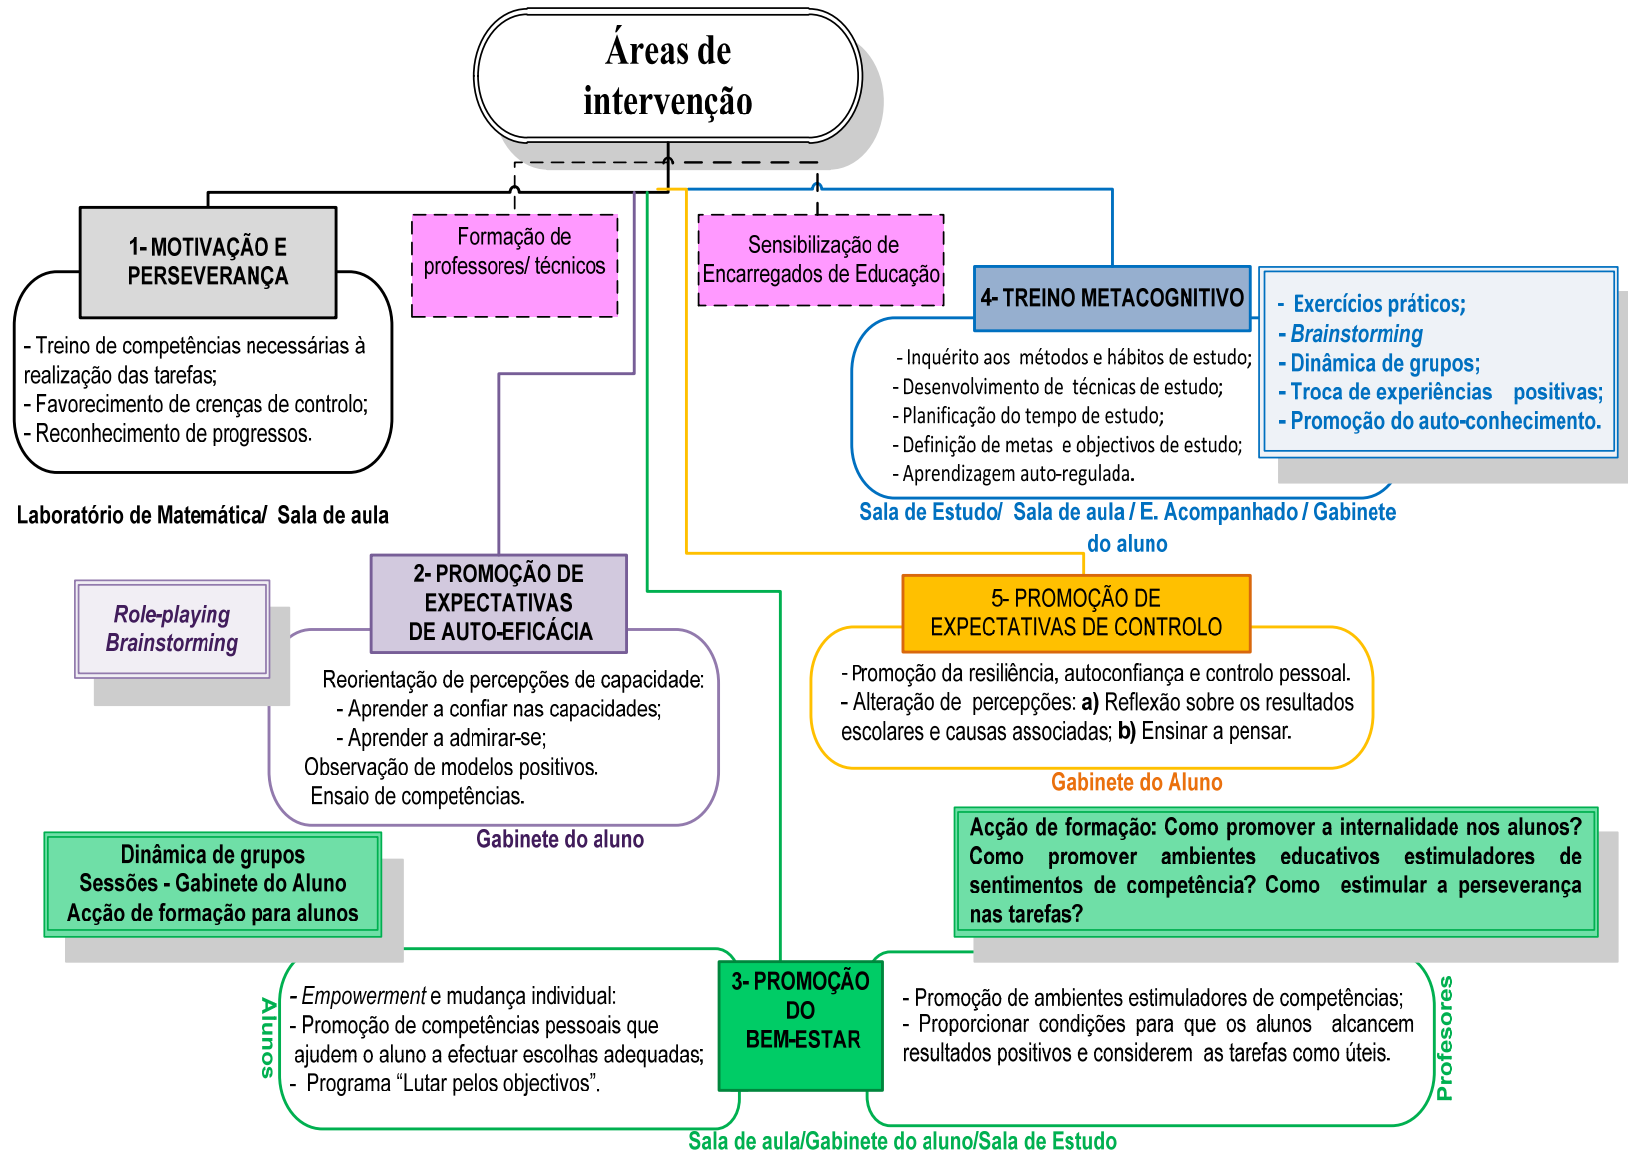 Áreas de
intervenção
1- MOTIVAÇÃO E
PERSEVERANÇA
- Treino de competências necessárias à
realização das tarefas;
- Favorecimento de crenças de controlo;
- Reconhecimento de progressos.
Laboratório de Matemática/ Sala de aula
Formação de
professores/ técnicos
Sensibilização de
Encarregados de Educação
4- TREINO METACOGNITIVO
- Inquérito aos métodos e hábitos de estudo;
- Desenvolvimento de técnicas de estudo;
- Planificação do tempo de estudo;
- Definição de metas e objectivos de estudo;
- Aprendizagem auto-regulada.
- Exercícios práticos;
- Brainstorming
- Dinâmica de grupos;
- Troca de experiências positivas;
- Promoção do auto-conhecimento.
Sala de Estudo/ Sala de aula / E. Acompanhado / Gabinete
do aluno
2- PROMOÇÃO DE
EXPECTATIVAS
DE AUTO-EFICÁCIA
Role-playing
Brainstorming
Reorientação de percepções de capacidade:
- Aprender a confiar nas capacidades;
- Aprender a admirar-se;
Observação de modelos positivos.
Ensaio de competências.
Gabinete do aluno
5- PROMOÇÃO DE
EXPECTATIVAS DE CONTROLO
- Promoção da resiliência, autoconfiança e controlo pessoal.
- Alteração de percepções: a) Reflexão sobre os resultados
escolares e causas associadas; b) Ensinar a pensar.
Gabinete do Aluno
Dinâmica de grupos
Sessões - Gabinete do Aluno
Acção de formação para alunos
Acção de formação: Como promover a internalidade nos alunos?
Como promover ambientes educativos estimuladores de
sentimentos de competência? Como estimular a perseverança
nas tarefas?
3- PROMOÇÃO
DO
BEM-ESTAR
Alunos
- Empowerment e mudança individual:
- Promoção de competências pessoais que
ajudem o aluno a efectuar escolhas adequadas;
- Programa “Lutar pelos objectivos”.
- Promoção de ambientes estimuladores de competências;
- Proporcionar condições para que os alunos alcancem
resultados positivos e considerem as tarefas como úteis.
Profesores
Sala de aula/Gabinete do aluno/Sala de Estudo